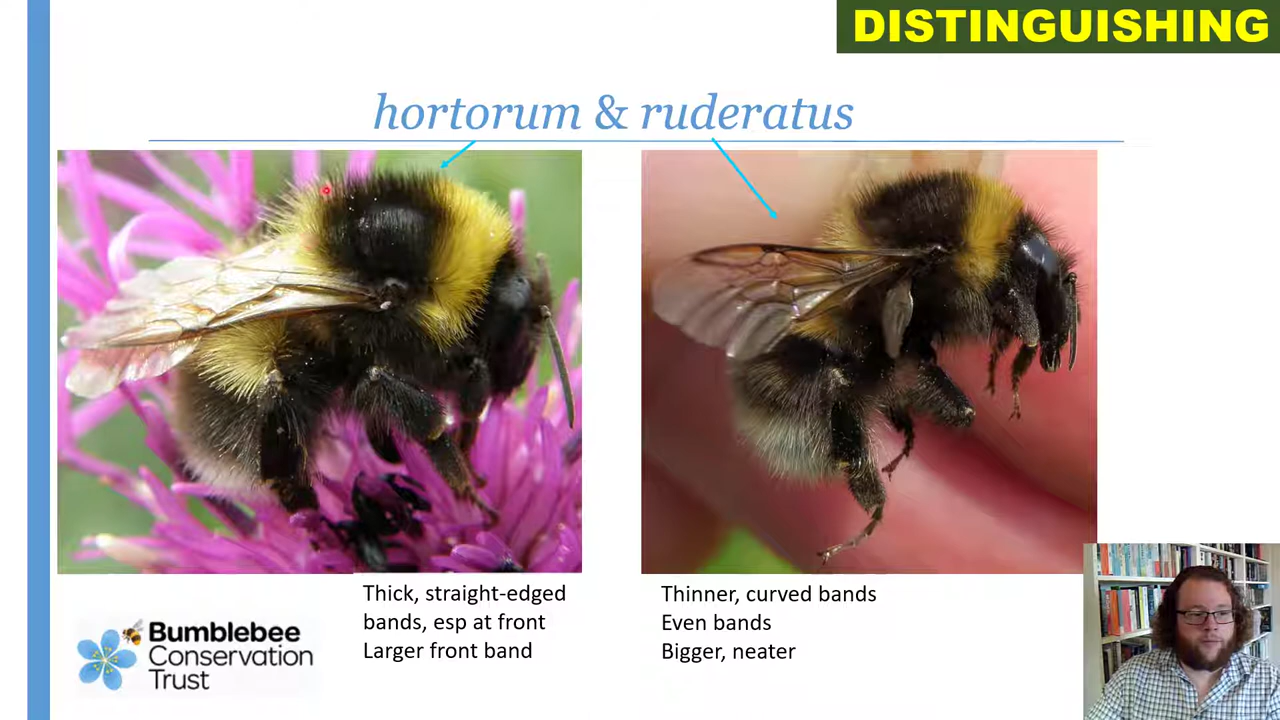 DISTINGUISHING
hortorum & ruderatus
Thick, straight-edged
bands, esp at front
Larger front band
Thinner, curved bands
Even bands
Bigger, neater
Bumblebee
Conservation
Trust